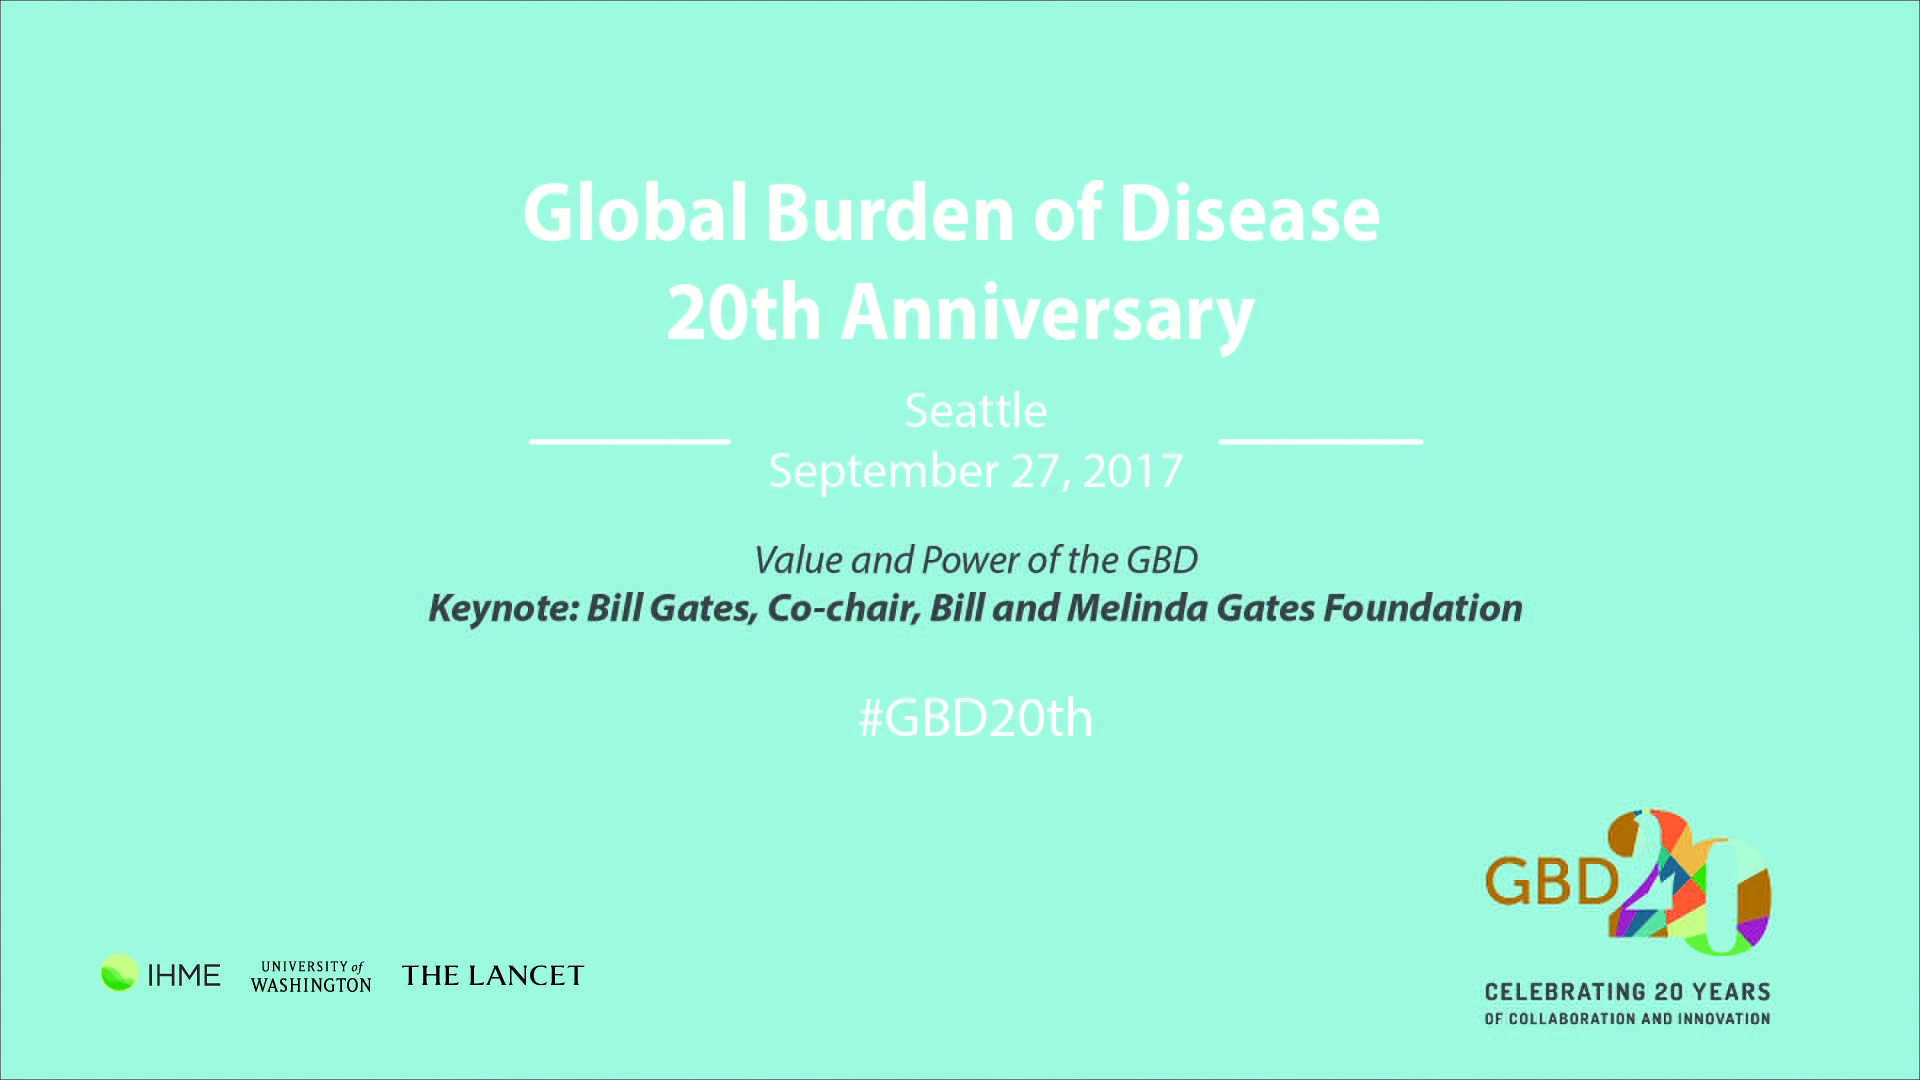 Global Burden of Disease
20th Anniversary
Seattle
September 27, 2017
Value and Power of the GBD
Keynote: Bill Gates, Co-chair, Bill and Melinda Gates Foundation
#GBD20th
GBD20
CELEBRATING 20 YEARS
OF COLLABORATION AND INNOVATION
IHME
UNIVERSITY of
WASHINGTON
THE LANCET